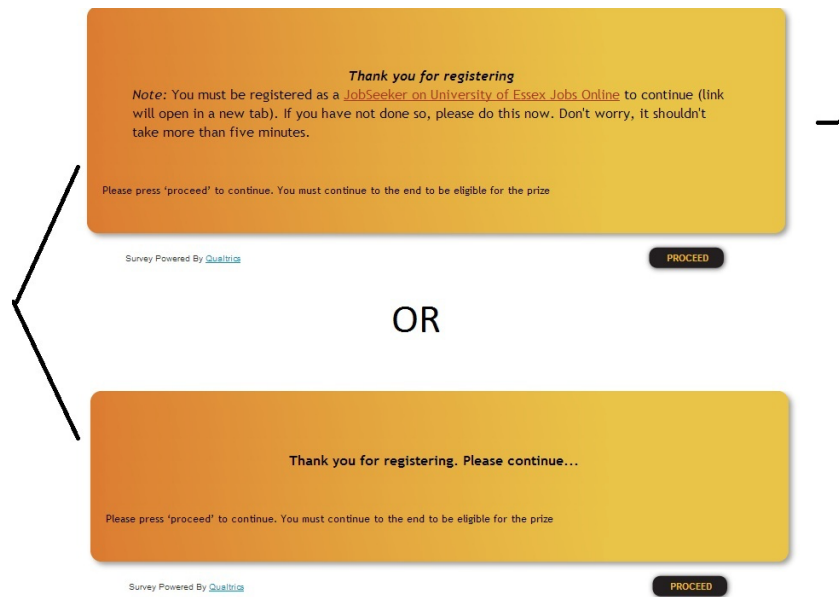 Thank you for registering
Note: You must be registered as a JobSeeker on University of Essex Jobs Online to continue (link
will open in a new tab). If you have not done so, please do this now. Don't worry, it shouldn't
take more than five minutes.
Please press ‘proceed’ to continue. You must continue to the end to be eligible for the prize
Survey Powered By Qualtrics
PROCEED
OR
Thank you for registering. Please continue...
Please press ‘proceed’ to continue. You must continue to the end to be eligible for the prize
Survey Powered By Qualtrics
PROCEED